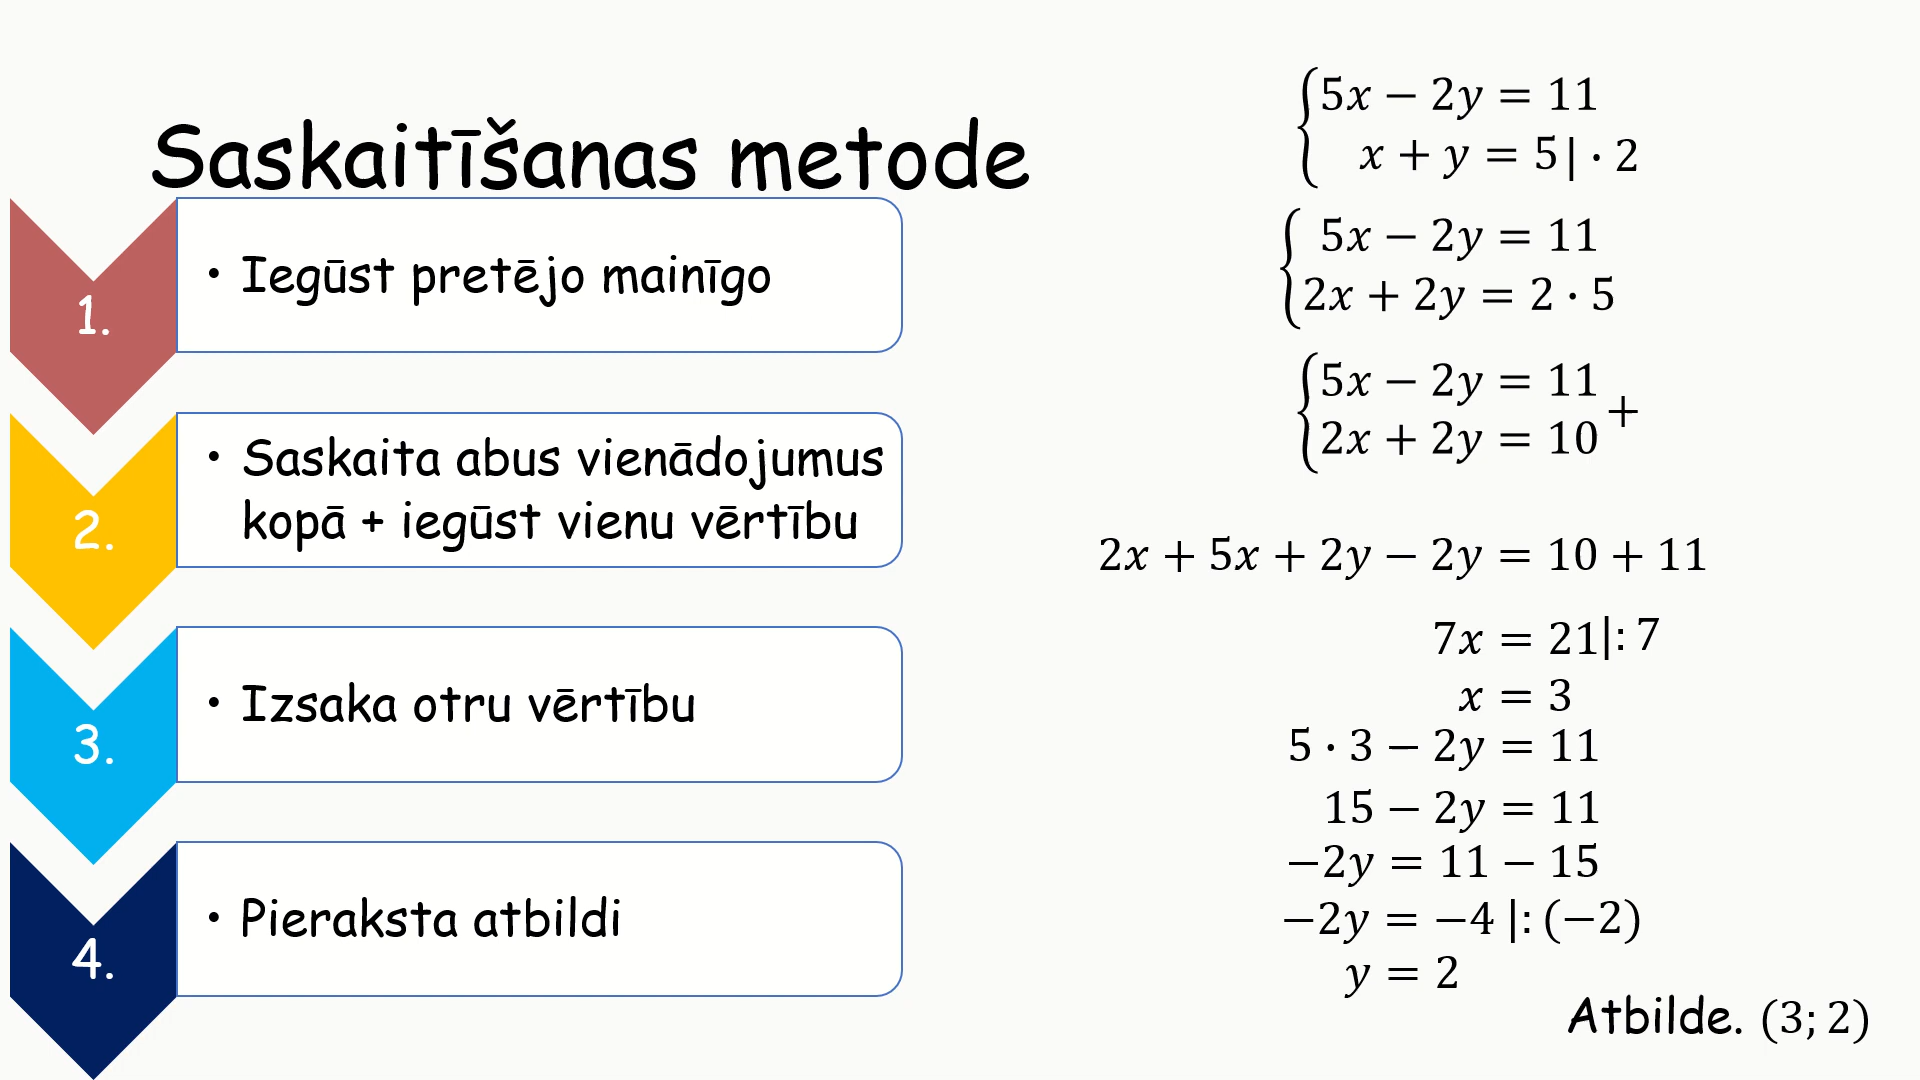 Saskaitīšanas metode
1.
• Iegūst pretējo mainīgo
2.
• Saskaita abus vienādojumus
kopā + iegūst vienu vērtību
3.
• Izsaka otru vērtību
4.
• Pieraksta atbildi
{5x − 2y = 11
x + y = 5| · 2
{5x − 2y = 11
2x + 2y = 2 · 5
{5x − 2y = 11
2x + 2y = 10 +
2x + 5x + 2y − 2y = 10 + 11
7x = 21|: 7
x = 3
5 · 3 − 2y = 11
15 − 2y = 11
−2y = 11 − 15
−2y = −4 |: (−2)
y = 2
Atbilde. (3; 2)